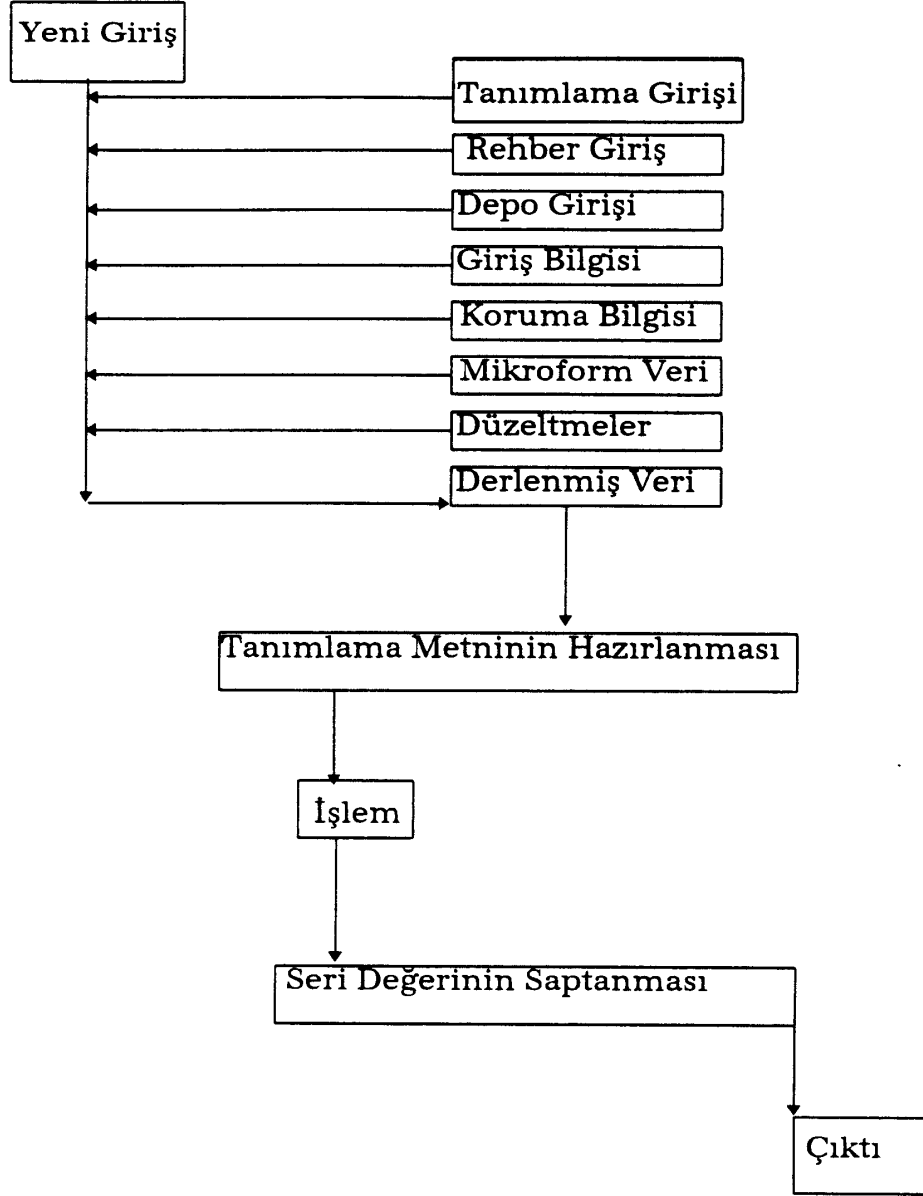 Yeni Giriş
Tanımlama Girişi
Rehber Giriş
Depo Girişi
Giriş Bilgisi
Koruma Bilgisi
Mikroform Veri
Düzeltmeler
Derlenmiş Veri
Tanımlama Metninin Hazırlanması
İşlem
Seri Değerinin Saptanması
Çıktı